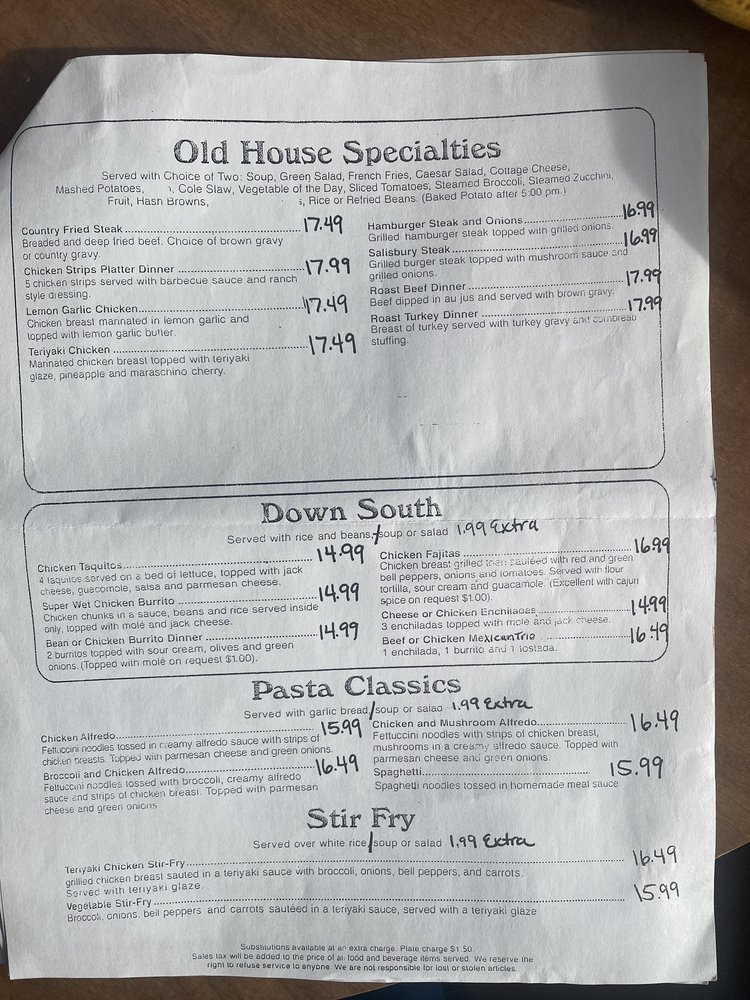 Old House Specialties
Served with Choice of Two: Soup, Green Salad, French Fries, Caesar Salad, Cottage Cheese,
Mashed Potatoes, Cole Slaw, Vegetable of the Day, Sliced Tomatoes, Steamed Broccoli, Steamed Zucchini,
Fruit, Hash Browns, Rice or Refried Beans. (Baked Potato after 5:00 pm.)
Country Fried Steak 17.49
Breaded and deep fried beef. Choice of brown gravy
or country gravy.
Chicken Strips Platter Dinner 17.99
5 chicken strips served with barbecue sauce and ranch
style dressing.
Lemon Garlic Chicken 17.49
Chicken breast marinated in lemon garlic and
topped with lemon garlic butter.
Teriyaki Chicken 17.49
Marinated chicken breast topped with teriyaki
glaze, pineapple and maraschino cherry.
Hamburger Steak and Onions 16.99
Grilled hamburger steak topped with grilled onions.
Salisbury Steak 16.99
Grilled burger steak topped with mushroom sauce and
grilled onions.
Roast Beef Dinner 17.99
Beef dipped in au jus and served with brown gravy.
Roast Turkey Dinner 17.99
Breast of turkey served with turkey gravy and cornbread
stuffing.
Down South
Served with rice and beans,/soup or salad 1.99 Extra
Chicken Taquitos 14.99
4 taquitos served on a bed of lettuce, topped with jack
cheese, guacomole, salsa and parmesan cheese.
Super Wet Chicken Burrito 14.99
Chicken chunks in a sauce, beans and rice served inside
only, topped with molé and jack cheese.
Bean or Chicken Burrito Dinner 14.99
2 burritos topped with sour cream, olives and green
onions. (Topped with molé on request $1.00).
Chicken Fajitas 16.99
Chicken breast grilled then sautéed with red and green
bell peppers, onions and tomatoes. Served with flour
tortilla, sour cream and guacamole. (Excellent with cajun
spice on request $1.00).
Cheese or Chicken Enchiladas 14.99
3 enchiladas topped with mole and jack cheese.
Beef or Chicken Mexican Trio 16.49
1 enchilada, 1 burrito and 1 tostada.
Pasta Classics
Served with garlic bread/soup or salad 1.99 Extra
Chicken Alfredo 15.99
Fettuccini noodles tossed in creamy alfredo sauce with strips of
chicken breasts. Topped with parmesan cheese and green onions.
Broccoli and Chicken Alfredo 16.49
Fettuccini noodles tossed with broccoli, creamy alfredo
sauce and strips of chicken breast. Topped with parmesan
cheese and green onions
Chicken and Mushroom Alfredo 16.49
Fettuccini noodles with strips of chicken breast,
mushrooms in a creamy alfredo sauce. Topped with
parmesan cheese and green onions.
Spaghetti 15.99
Spaghetti noodles tossed in homemade meal sauce
Stir Fry
Served over white rice/soup or salad 1.99 Extra
Teriyaki Chicken Stir-Fry 16.49
grillied chicken breast sauted in a teriyaki sauce with broccoli, onions, bell peppers, and carrots.
Served with teriyaki glaze.
Vegetable Stir-Fry 15.99
Broccoli, onions, bell peppers and carrots sautéed in a teriyaki sauce, served with a teriyaki glaze
Substitutions available at an extra charge. Plate charge $1.50
Sales tax will be added to the price of all food and beverage items served. We reserve the
right to refuse service to anyone. We are not responsible for lost or stolen articles.